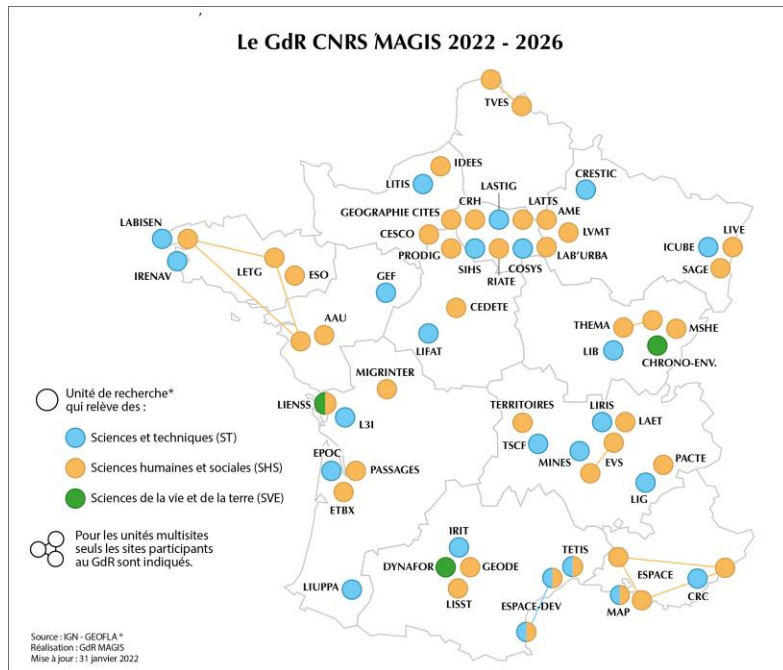 Le GdR CNRS MAGIS 2022 - 2026
TVES
IDEES
LITIS
LASTIG
CRESTIC
CRH
LATTS
GEOGRAPHIE CITES
AME
CESCO
LVMT
PRODIG
SIHS
RIATE
COSYS
LAB'URBA
LIVE
ICUBE
SAGE
LABISEN
IRENAV
LETG
ESO
GEF
CEDETE
AAU
LIFAT
THEMA
MSHE
LIB
CHRONO-ENV.
MIGRINTER
LIENSS
L3I
TERRITOIRES
LIRIS
LAET
TSCF
MINES
EVS
PACTE
LIG
EPOC
PASSAGES
ETBX
IRIT
DYNAFOR
GEODE
LISST
TETIS
ESPACE-DEV
LIUPPA
ESPACE
MAP
CRC
Unité de recherche*
qui relève des :
Sciences et techniques (ST)
Sciences humaines et sociales (SHS)
Sciences de la vie et de la terre (SVE)
Pour les unités multisites
seuls les sites participants
au GdR sont indiqués.
Source : IGN - GEOFLA ®
Réalisation : GdR MAGIS
Mise à jour : 31 janvier 2022